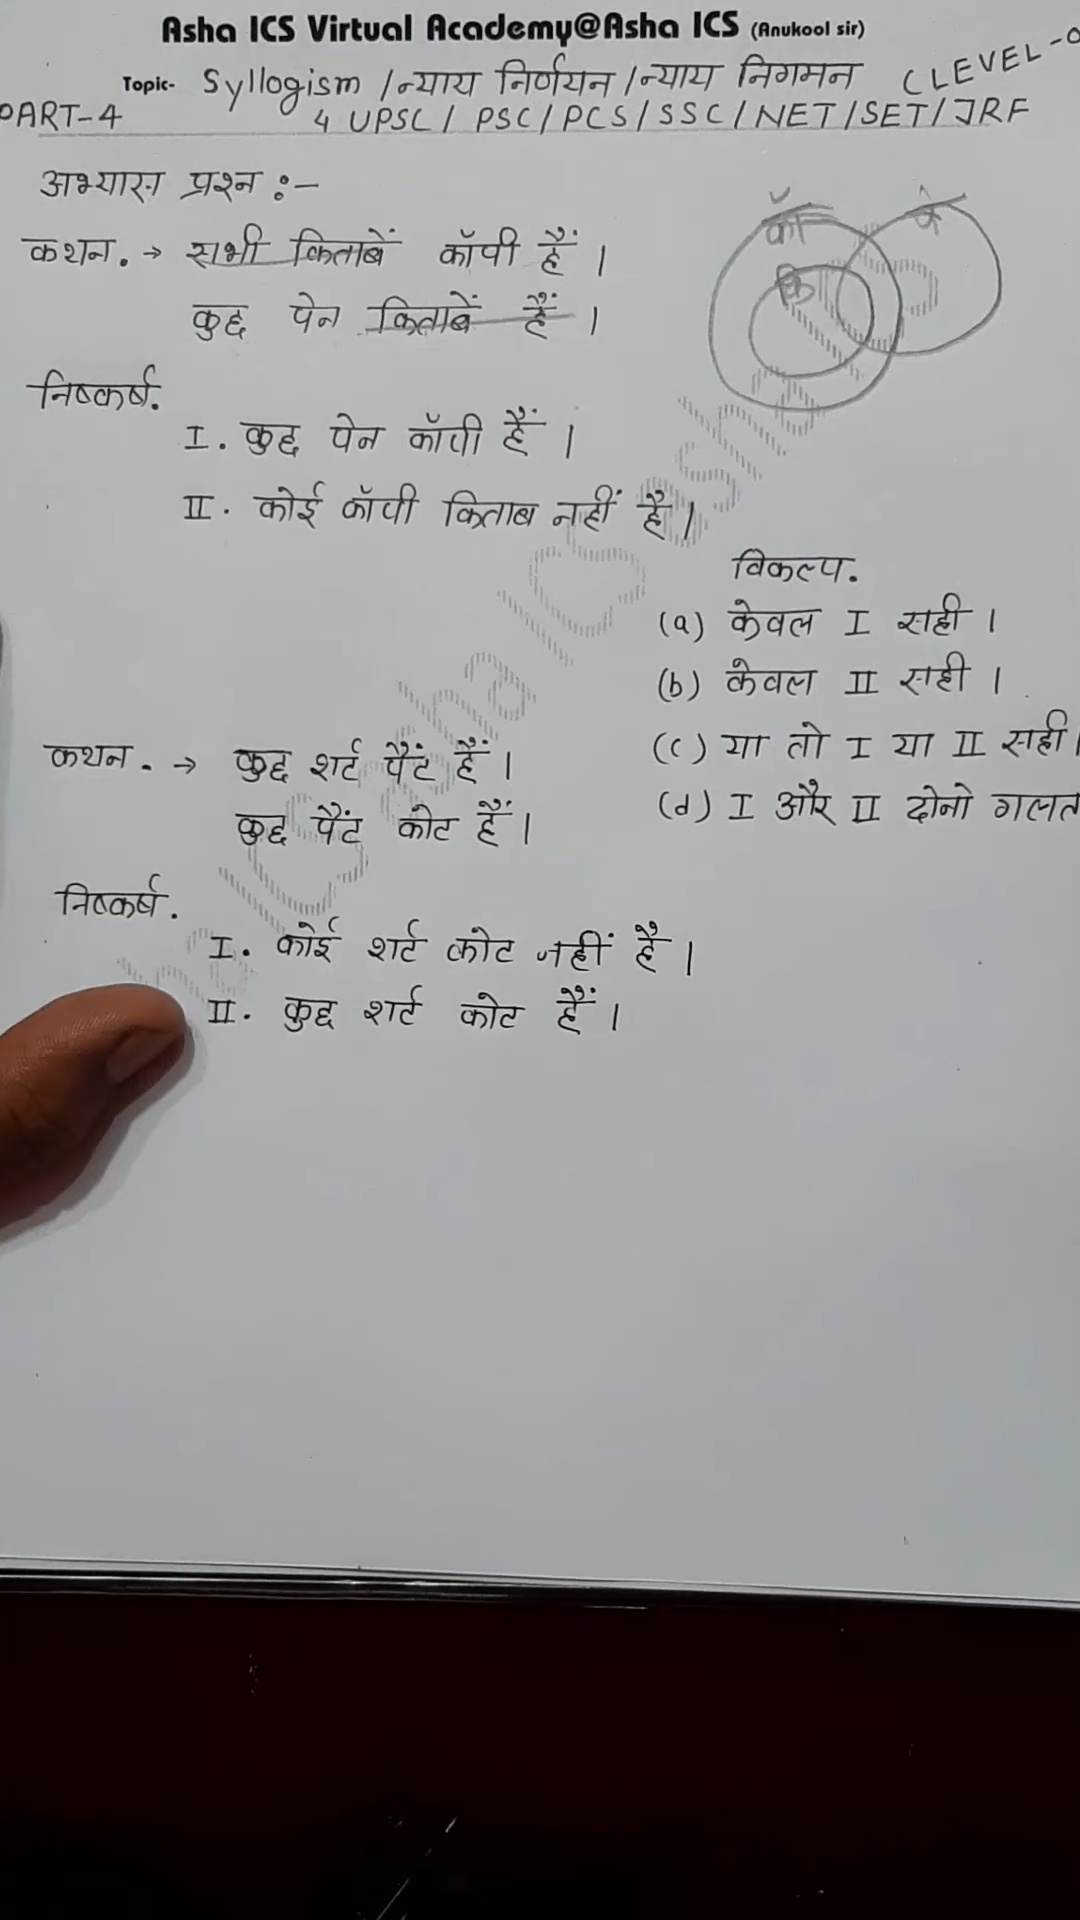 Asha ICS Virtual Academy@Asha ICS (Anukool sir)
Topic- Syllogism / न्याय निर्णयन / न्याय निगमन (LEVEL-0
PART-4 4 UPSC / PSC / PCS / SSC / NET / SET / JRF
अभ्यास प्रश्न :-
कथन. → सभी किताबें कॉपी हैं ।
कुछ पेन किताबें हैं ।
कॉ पे
कि
निष्कर्ष.
I. कुछ पेन कॉपी हैं ।
II. कोई कॉपी किताब नहीं है ।
विकल्प.
(a) केवल I सही ।
(b) केवल II सही ।
(c) या तो I या II सही ।
(d) I और II दोनो गलत
कथन. → कुछ शर्ट पैंट हैं ।
कुछ पैंट कोट हैं ।
निष्कर्ष.
I. कोई शर्ट कोट नहीं है ।
II. कुछ शर्ट कोट हैं ।